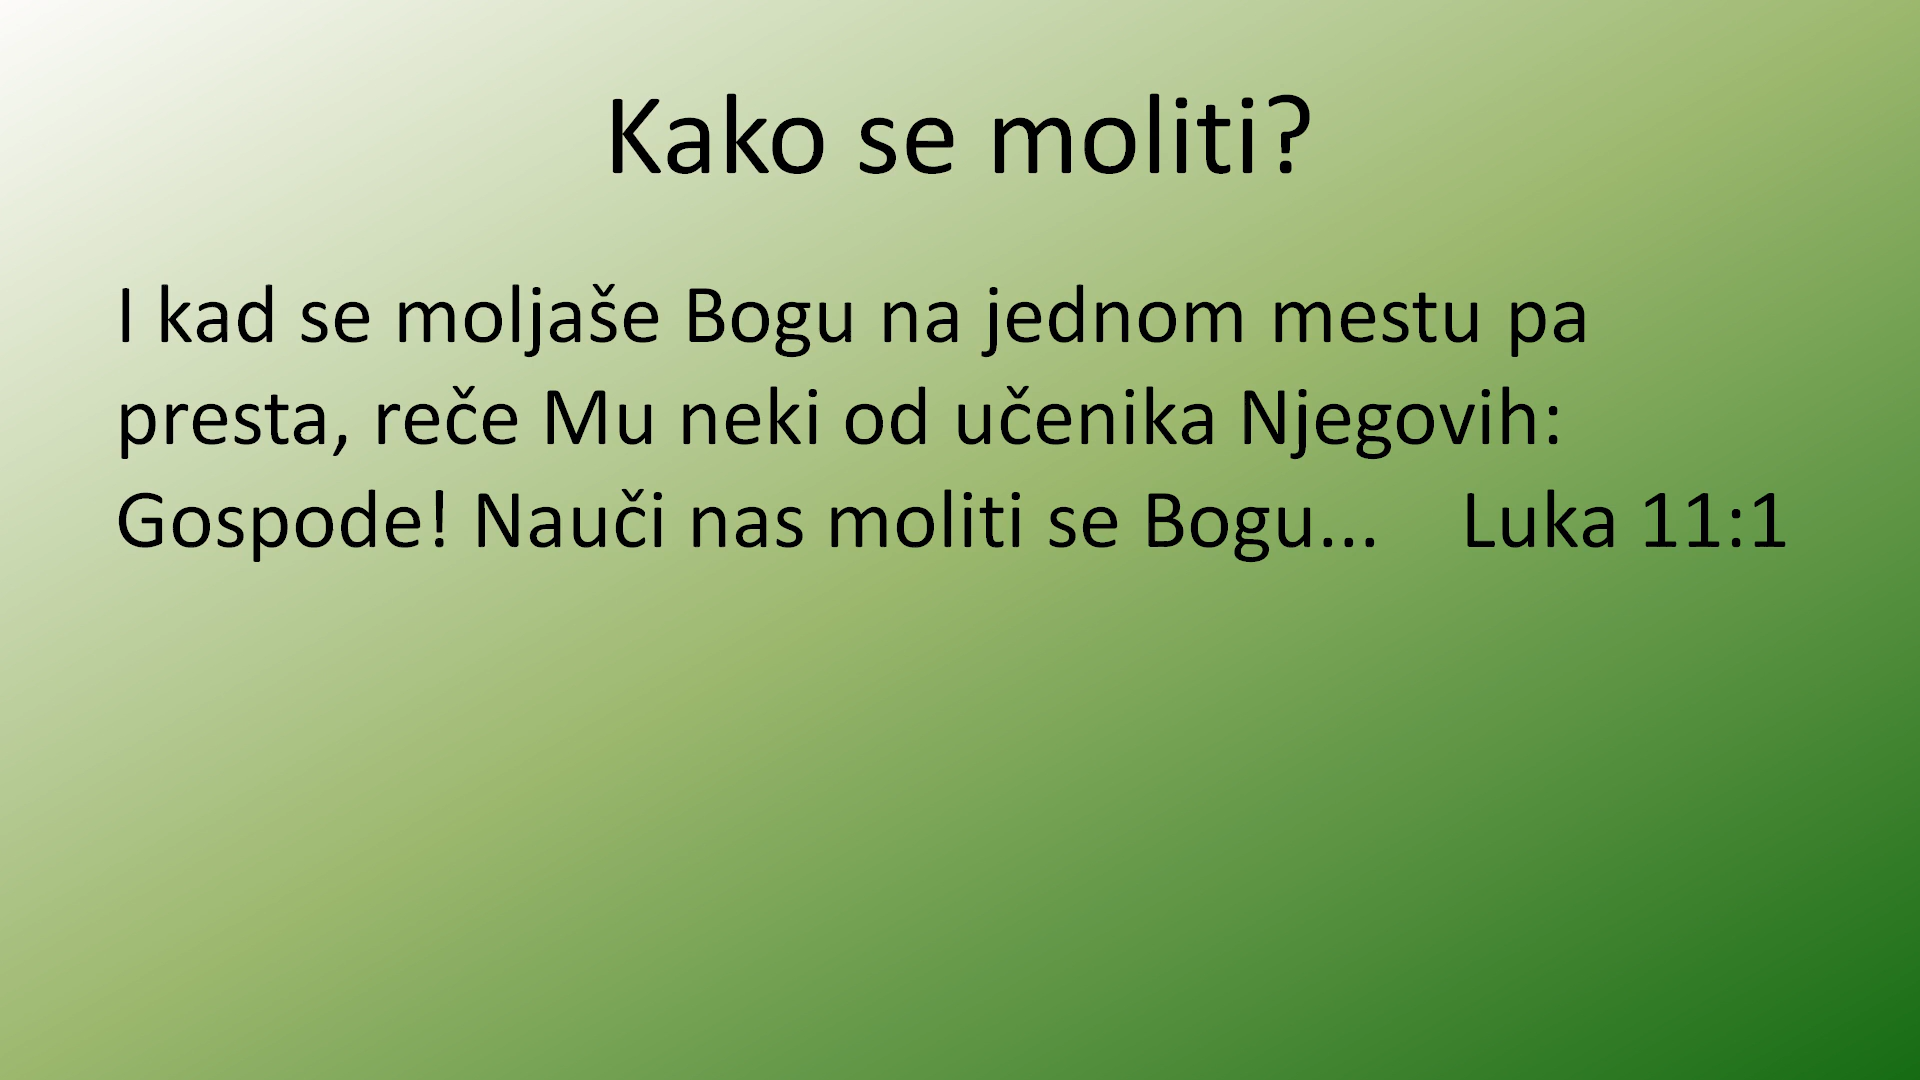 Kako se moliti?
I kad se moljaše Bogu na jednom mestu pa
presta, reče Mu neki od učenika Njegovih:
Gospode! Nauči nas moliti se Bogu... Luka 11:1